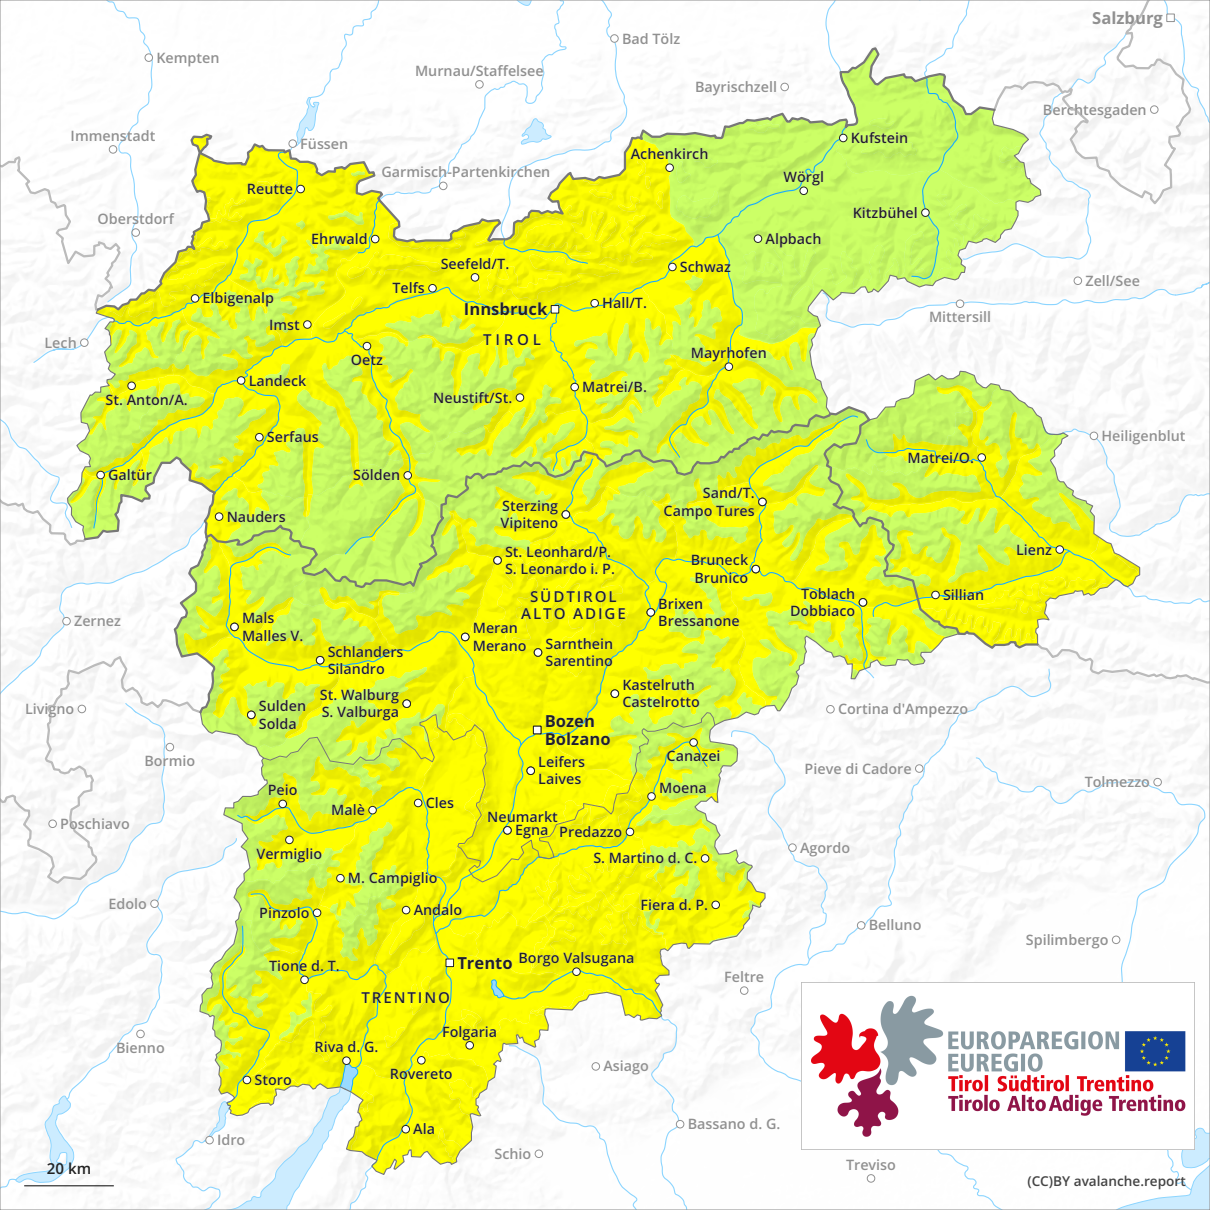 Salzburg
Bad Tölz
Kempten
Murnau/Staffelsee
Bayrischzell
Berchtesgaden
Immenstadt
Füssen
Kufstein
Achenkirch
Garmisch-Partenkirchen
Wörgl
Reutte
Oberstdorf
Kitzbühel
Ehrwald
Alpbach
Seefeld/T.
Schwaz
Zell/See
Telfs
Elbigenalp
Hall/T.
Innsbruck
Mittersill
Imst
TIROL
Lech
Oetz
Mayrhofen
Landeck
Matrei/B.
St. Anton/A.
Neustift/St.
Serfaus
Heiligenblut
Matrei/O.
Galtür
Sölden
Sand/T.
Campo Tures
Sterzing
Vipiteno
Nauders
Lienz
St. Leonhard/P.
S. Leonardo i. P.
Bruneck
Brunico
SÜDTIROL
ALTO ADIGE
Toblach
Dobbiaco
Sillian
Brixen
Bressanone
Zernez
Mals
Malles V.
Meran
Merano
Sarnthein
Sarentino
Schlanders
Silandro
Kastelruth
Castelrotto
St. Walburg
S. Valburga
Livigno
Sulden
Solda
Cortina d'Ampezzo
Bozen
Bolzano
Bormio
Canazei
Leifers
Laives
Pieve di Cadore
Tolmezzo
Peio
Moena
Malè
Cles
Neumarkt
Egna
Predazzo
Poschiavo
Vermiglio
S. Martino d. C.
Agordo
M. Campiglio
Edolo
Pinzolo
Andalo
Fiera d. P.
Belluno
Spilimbergo
Trento
Borgo Valsugana
Tione d. T.
Feltre
TRENTINO
Folgaria
Bienno
Riva d. G.
Rovereto
Asiago
Storo
Ala
Bassano d. G.
Idro
Schio
Treviso
20 km
EUROPAREGION
EUREGIO
Tirol Südtirol Trentino
Tirolo Alto Adige Trentino
(CC)BY avalanche.report